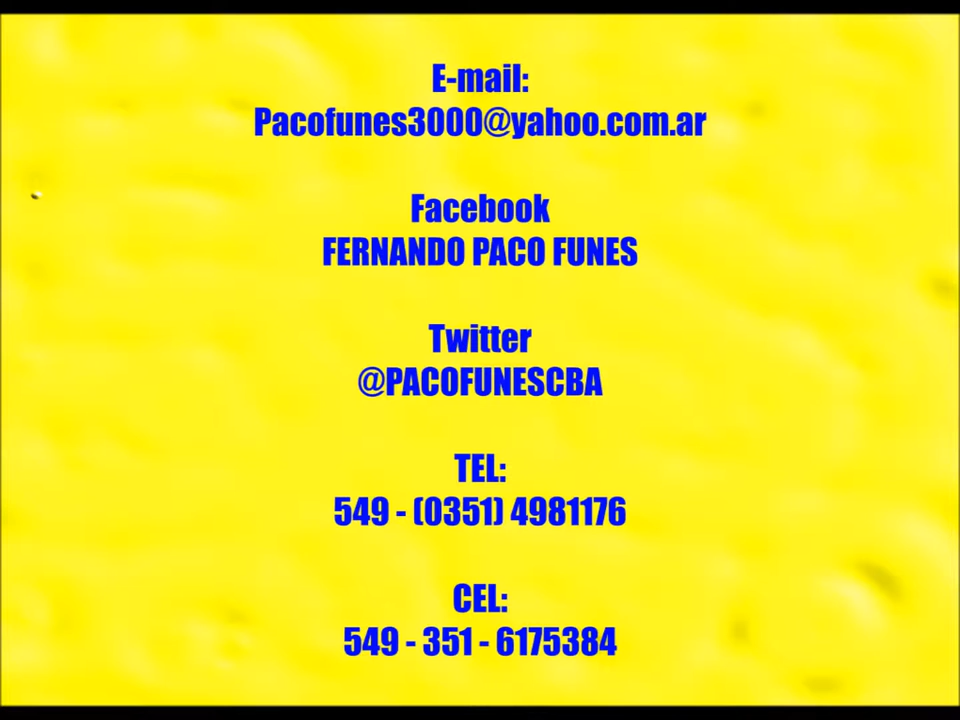 E-mail:
Pacofunes3000@yahoo.com.ar
Facebook
FERNANDO PACO FUNES
Twitter
@PACOFUNESCBA
TEL:
549 - (0351) 4981176
CEL:
549 - 351 - 6175384